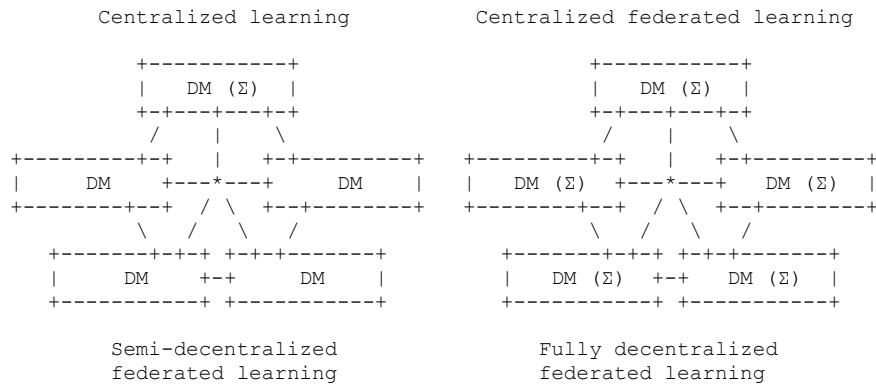 Centralized learning Centralized federated learning
DM (Σ) DM (Σ)
DM DM DM (Σ) DM (Σ)
DM DM DM (Σ) DM (Σ)
Semi-decentralized Fully decentralized
federated learning federated learning